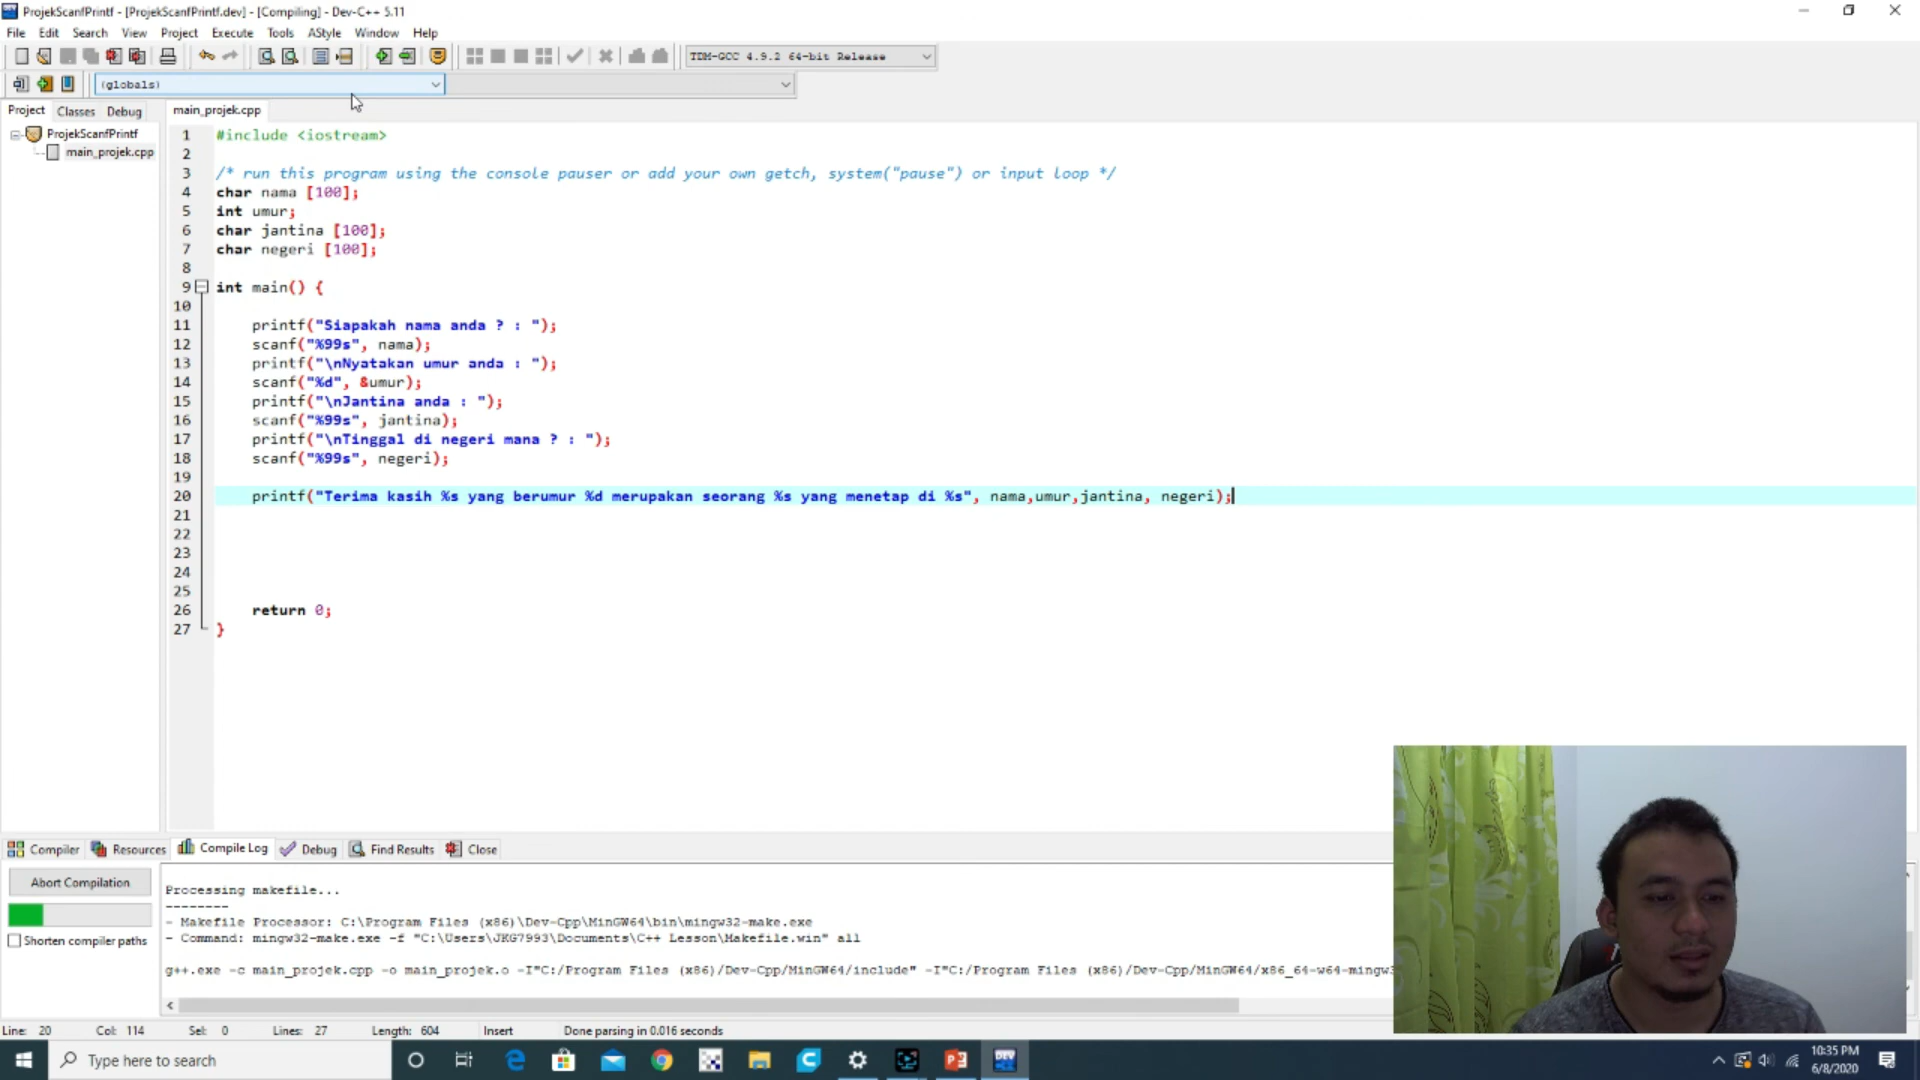 ProjekScanfPrintf - [ProjekScanfPrintf.dev] - [Compiling] - Dev-C++ 5.11
File Edit Search View Project Execute Tools AStyle Window Help
TDM-GCC 4.9.2 64-bit Release
(globals)
Project Classes Debug main_projek.cpp
ProjekScanfPrintf
main_projek.cpp
1 #include <iostream>
2
3 /* run this program using the console pauser or add your own getch, system("pause") or input loop */
4 char nama [100];
5 int umur;
6 char jantina [100];
7 char negeri [100];
8
9 int main() {
10
11 printf("Siapakah nama anda ? : ");
12 scanf("%99s", nama);
13 printf("\nNyatakan umur anda : ");
14 scanf("%d", &umur);
15 printf("\nJantina anda : ");
16 scanf("%99s", jantina);
17 printf("\nTinggal di negeri mana ? : ");
18 scanf("%99s", negeri);
19
20 printf("Terima kasih %s yang berumur %d merupakan seorang %s yang menetap di %s", nama,umur,jantina, negeri);
21
22
23
24
25
26 return 0;
27 }
Compiler Resources Compile Log Debug Find Results Close
Abort Compilation
Shorten compiler paths
Processing makefile...
--------
- Makefile Processor: C:\Program Files (x86)\Dev-Cpp\MinGW64\bin\mingw32-make.exe
- Command: mingw32-make.exe -f "C:\Users\JKG7993\Documents\C++ Lesson\Makefile.win" all
g++.exe -c main_projek.cpp -o main_projek.o -I"C:/Program Files (x86)/Dev-Cpp/MinGW64/include" -I"C:/Program Files (x86)/Dev-Cpp/MinGW64/x86_64-w64-mingw3
Line: 20 Col: 114 Sel: 0 Lines: 27 Length: 604 Insert Done parsing in 0.016 seconds
Type here to search
DEV
10:35 PM
6/8/2020